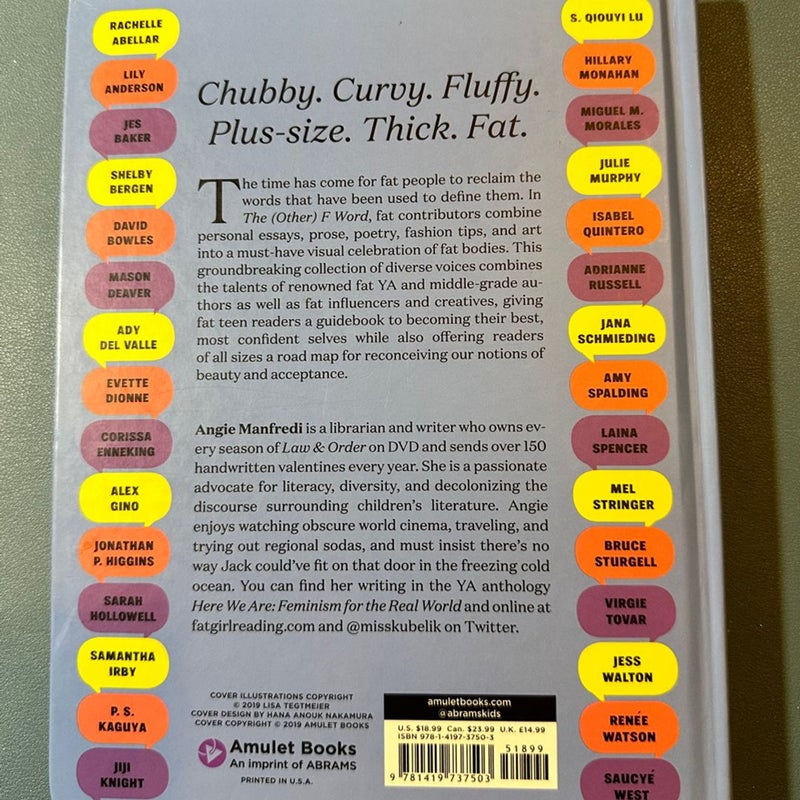 RACHELLE
ABELLAR
LILY
ANDERSON
JES
BAKER
SHELBY
BERGEN
DAVID
BOWLES
MASON
DEAVER
ADY
DEL VALLE
EVETTE
DIONNE
CORISSA
ENNEKING
ALEX
GINO
JONATHAN
P. HIGGINS
SARAH
HOLLOWELL
SAMANTHA
IRBY
P. S.
KAGUYA
JIJI
KNIGHT
Chubby. Curvy. Fluffy.
Plus-size. Thick. Fat.
The time has come for fat people to reclaim the
words that have been used to define them. In
The (Other) F Word, fat contributors combine
personal essays, prose, poetry, fashion tips, and art
into a must-have visual celebration of fat bodies. This
groundbreaking collection of diverse voices combines
the talents of renowned fat YA and middle-grade au-
thors as well as fat influencers and creatives, giving
fat teen readers a guidebook to becoming their best,
most confident selves while also offering readers
of all sizes a road map for reconceiving our notions of
beauty and acceptance.
Angie Manfredi is a librarian and writer who owns ev-
ery season of Law & Order on DVD and sends over 150
handwritten valentines every year. She is a passionate
advocate for literacy, diversity, and decolonizing the
discourse surrounding children's literature. Angie
enjoys watching obscure world cinema, traveling, and
trying out regional sodas, and must insist there's no
way Jack could've fit on that door in the freezing cold
ocean. You can find her writing in the YA anthology
Here We Are: Feminism for the Real World and online at
fatgirlreading.com and @misskubelik on Twitter.
COVER ILLUSTRATIONS COPYRIGHT
© 2019 LISA TEGTMEIER
COVER DESIGN BY HANA ANOUK NAKAMURA
COVER COPYRIGHT © 2019 AMULET BOOKS
Amulet Books
An imprint of ABRAMS
PRINTED IN U.S.A.
amuletbooks.com
@abramskids
U.S. $18.99 Can. $23.99 U.K. £14.99
ISBN 978-1-4197-3750-3
51899
9 781419 737503
S. QIOUYI LU
HILLARY
MONAHAN
MIGUEL M.
MORALES
JULIE
MURPHY
ISABEL
QUINTERO
ADRIANNE
RUSSELL
JANA
SCHMIEDING
AMY
SPALDING
LAINA
SPENCER
MEL
STRINGER
BRUCE
STURGELL
VIRGIE
TOVAR
JESS
WALTON
RENÉE
WATSON
SAUCYÉ
WEST